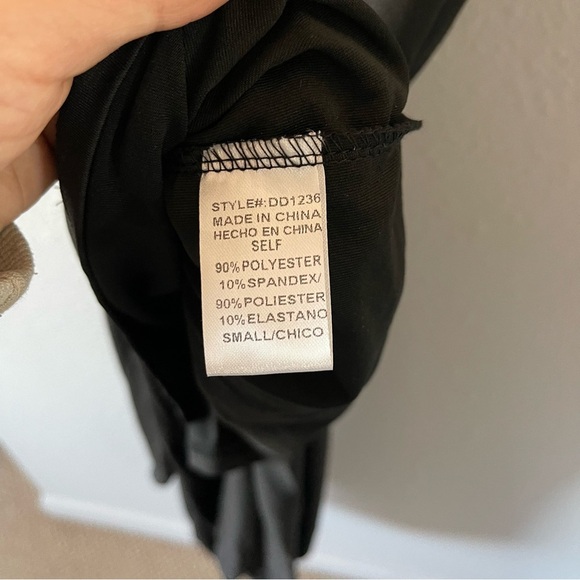 STYLE#:DD1236
MADE IN CHINA
HECHO EN CHINA
SELF
90%POLYESTER
10%SPANDEX/
90%POLIESTER
10%ELASTANO
SMALL/CHICO